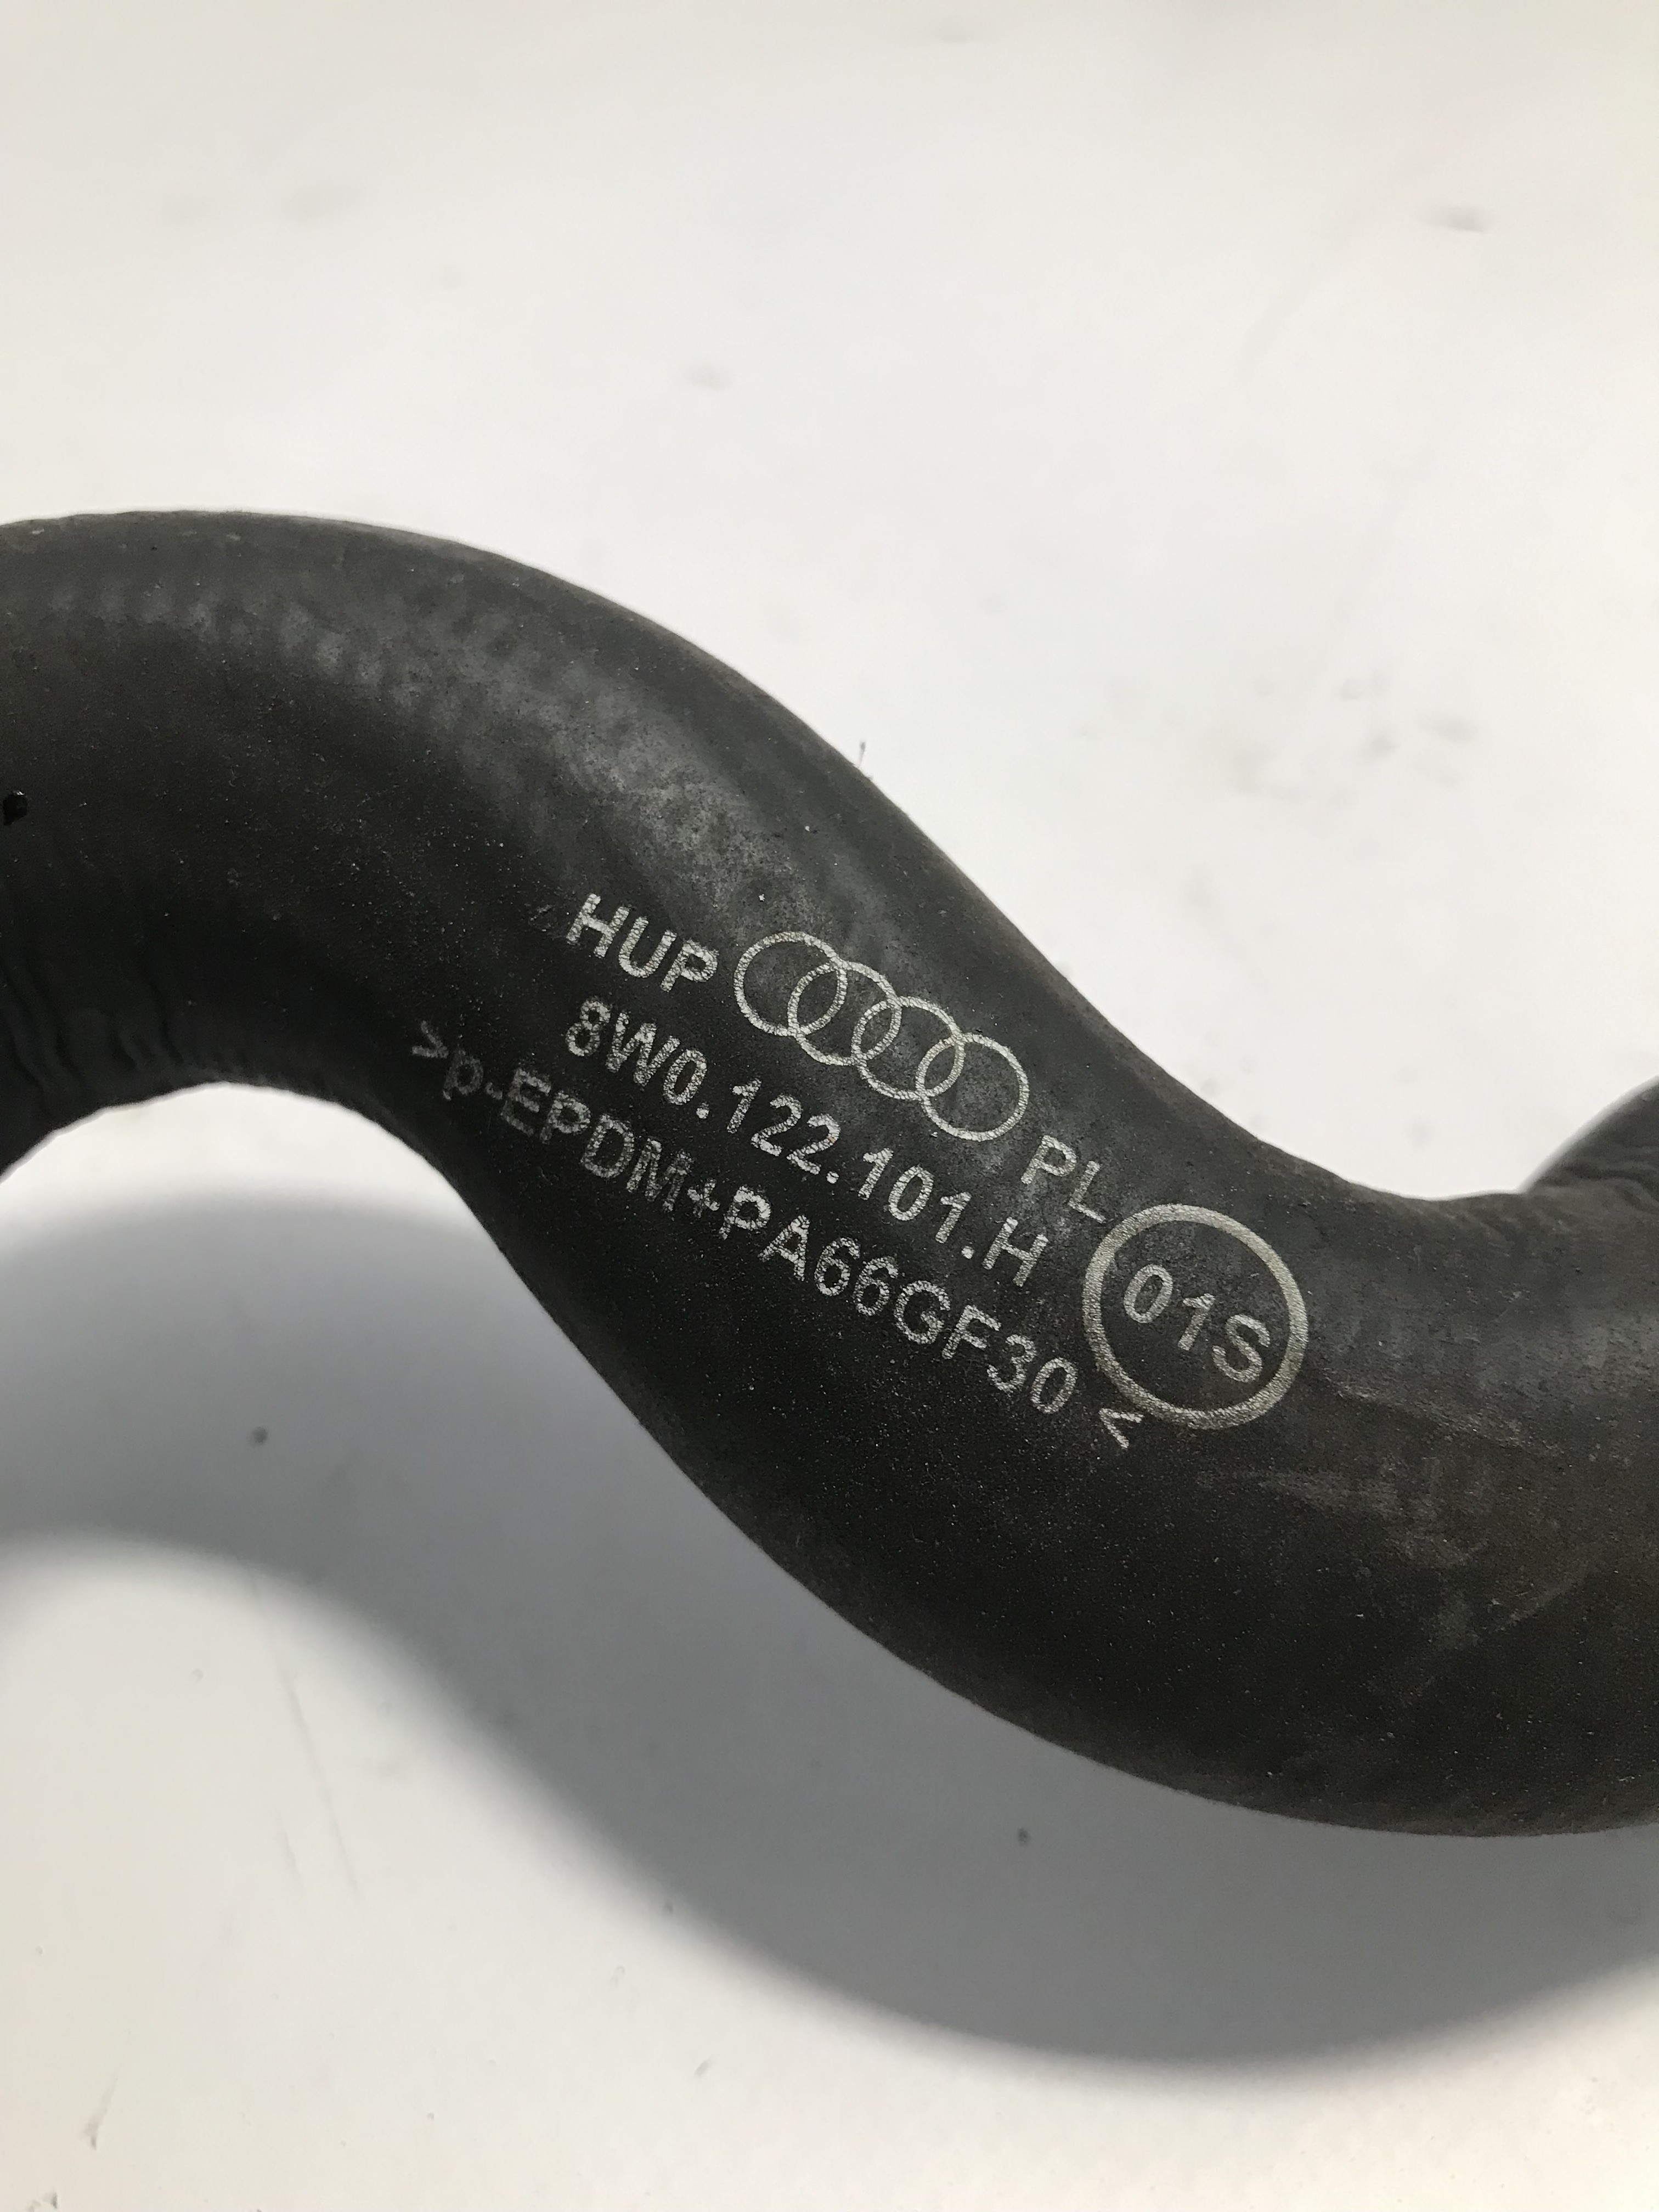 HUP PL
8W0.122.101.H 01S
>p-EPDM+PA66GF30 <